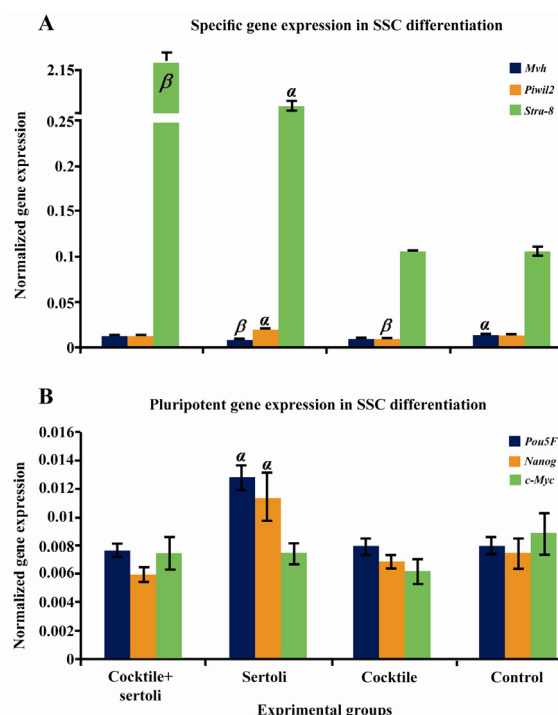 A
Specific gene expression in SSC differentiation
Mvh
Piwil2
Stra-8
Normalized gene expression
2.15
0.25
0.2
0.15
0.1
0.05
0
β
β
α
α
β
α
B
Pluripotent gene expression in SSC differentiation
Pou5F
Nanog
c-Myc
Normalized gene expression
0.016
0.014
0.012
0.01
0.008
0.006
0.004
0.002
0
α
α
Cocktile+
sertoli
Sertoli
Cocktile
Control
Exprimental groups